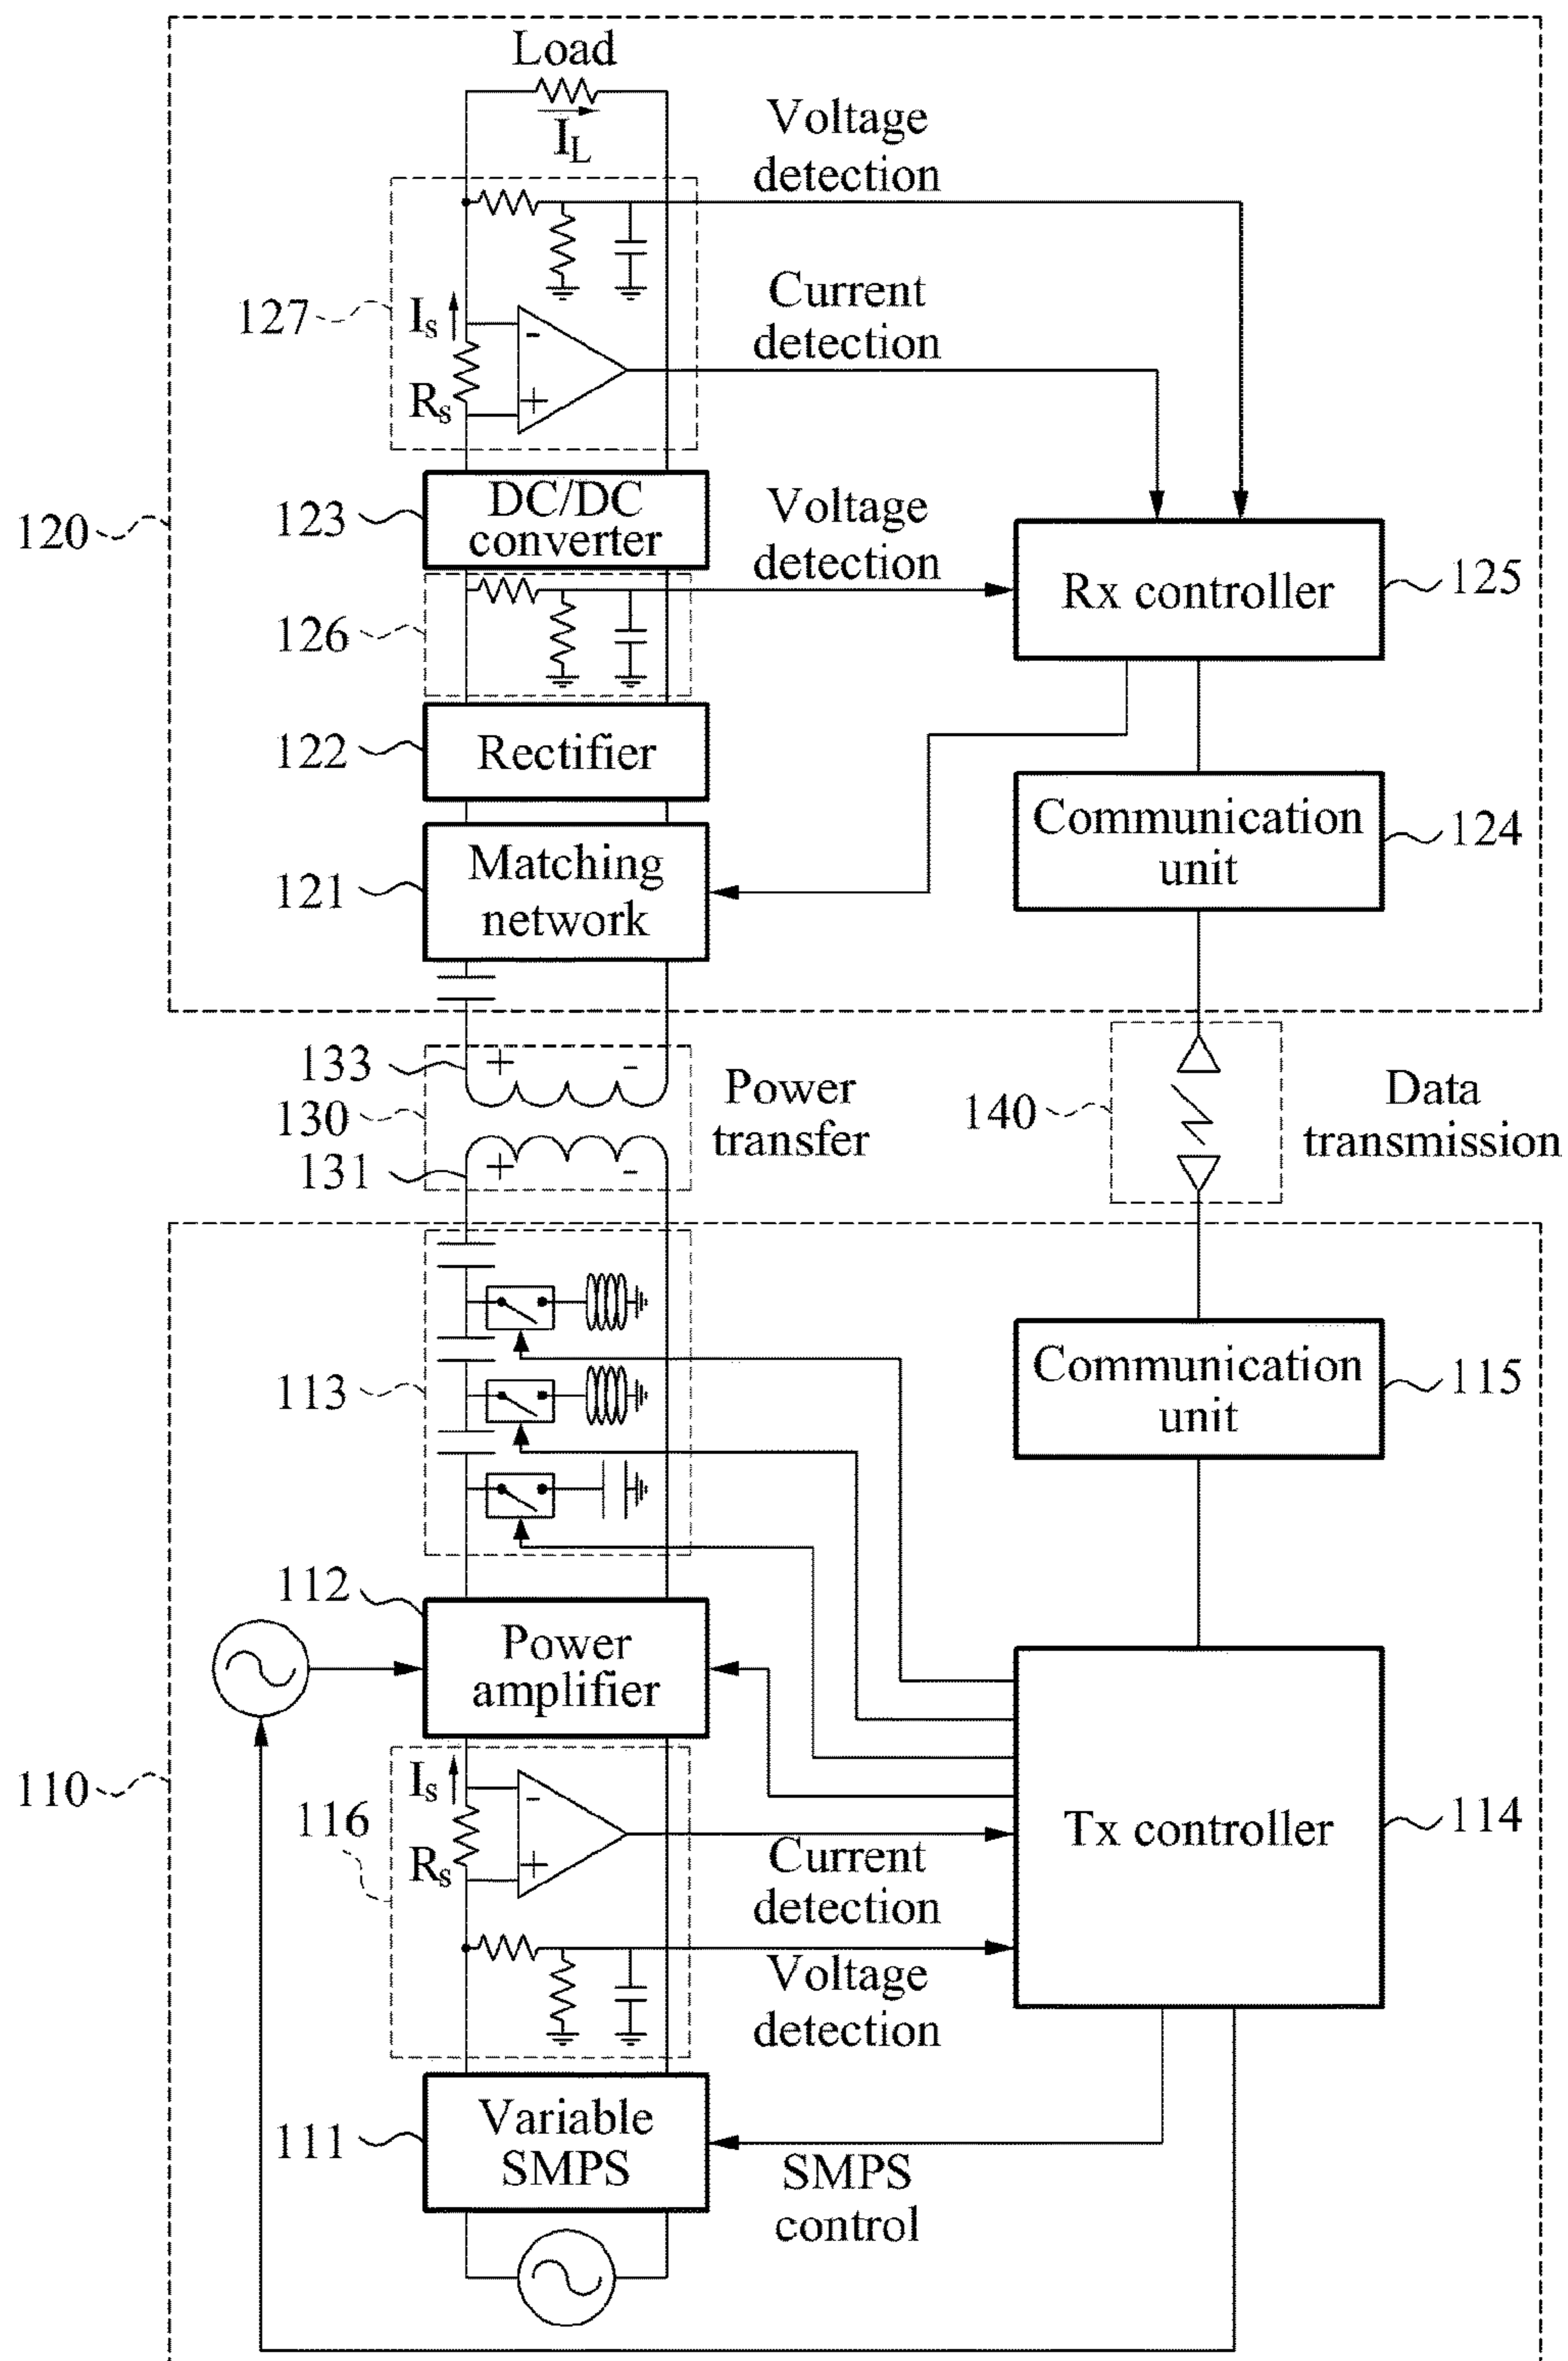 Load
I_L
Voltage
detection
127
I_s
R_s
-
+
Current
detection
123
DC/DC
converter
Voltage
detection
120
Rx controller
125
126
122
Rectifier
Communication
unit
124
121
Matching
network
133
+ -
130
Power
transfer
140
Data
transmission
131
+ -
113
Communication
unit
115
112
Power
amplifier
110
116
I_s
R_s
-
+
Current
detection
Tx controller
114
Voltage
detection
111
Variable
SMPS
SMPS
control